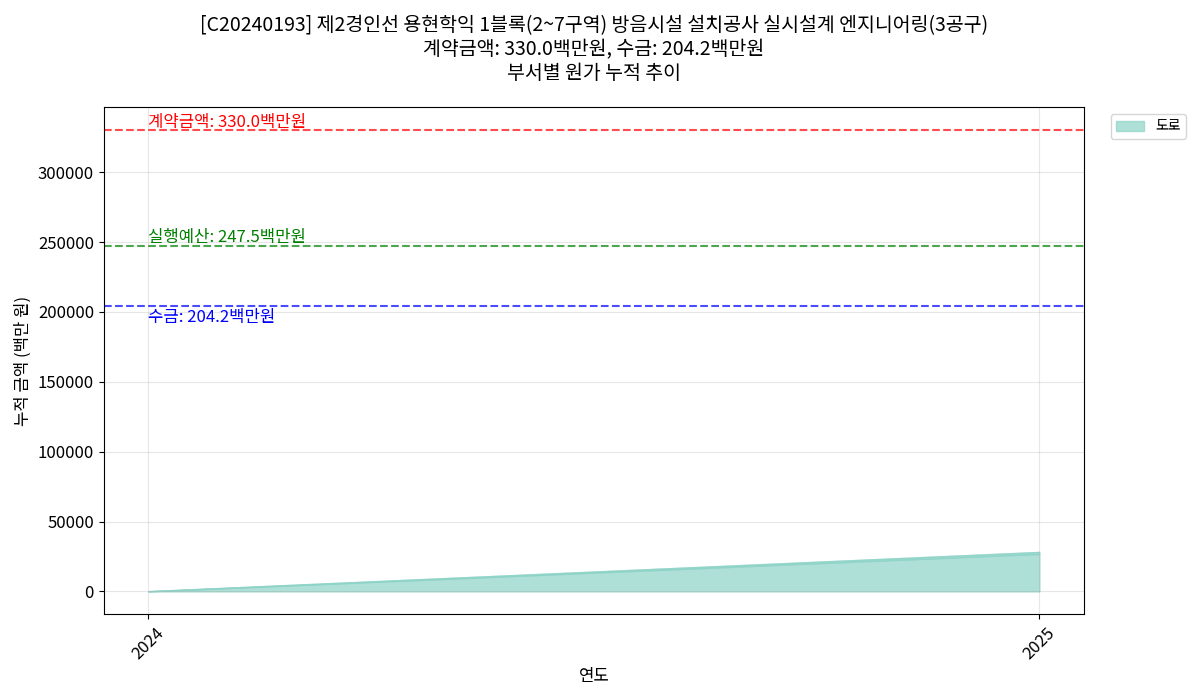 [C20240193] 제2경인선 용현학익 1블록(2~7구역) 방음시설 설치공사 실시설계 엔지니어링(3공구)
계약금액: 330.0백만원, 수금: 204.2백만원
부서별 원가 누적 추이
계약금액: 330.0백만원
도로
300000
실행예산: 247.5백만원
250000
수금: 204.2백만원
200000
150000
100000
50000
0
누적 금액 (백만 원)
2024
2025
연도